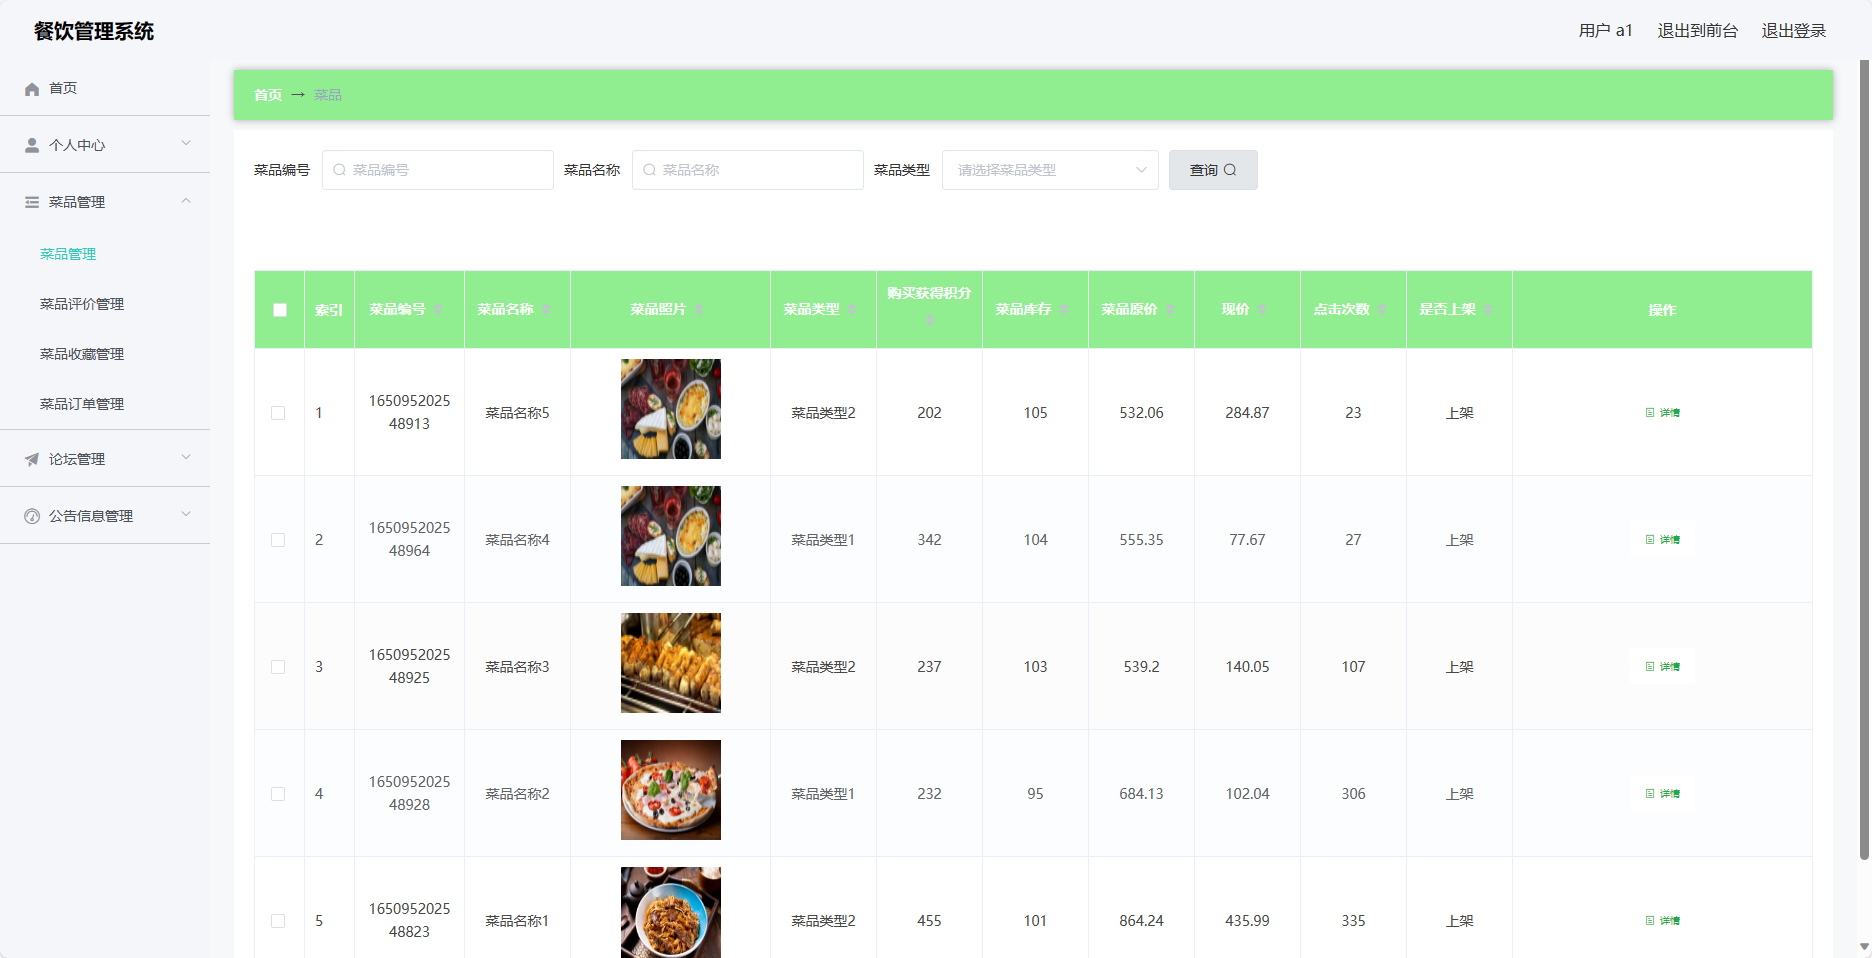 餐饮管理系统
用户 a1 退出到前台 退出登录
首页
个人中心
菜品管理
菜品管理
菜品评价管理
菜品收藏管理
菜品订单管理
论坛管理
公告信息管理
首页 → 菜品
菜品编号 菜品编号 菜品名称 菜品名称 菜品类型 请选择菜品类型 查询
索引 菜品编号 菜品名称 菜品照片 菜品类型 购买获得积分 菜品库存 菜品原价 现价 点击次数 是否上架 操作
1 1650952025
48913 菜品名称5 菜品类型2 202 105 532.06 284.87 23 上架 详情
2 1650952025
48964 菜品名称4 菜品类型1 342 104 555.35 77.67 27 上架 详情
3 1650952025
48925 菜品名称3 菜品类型2 237 103 539.2 140.05 107 上架 详情
4 1650952025
48928 菜品名称2 菜品类型1 232 95 684.13 102.04 306 上架 详情
5 1650952025
48823 菜品名称1 菜品类型2 455 101 864.24 435.99 335 上架 详情